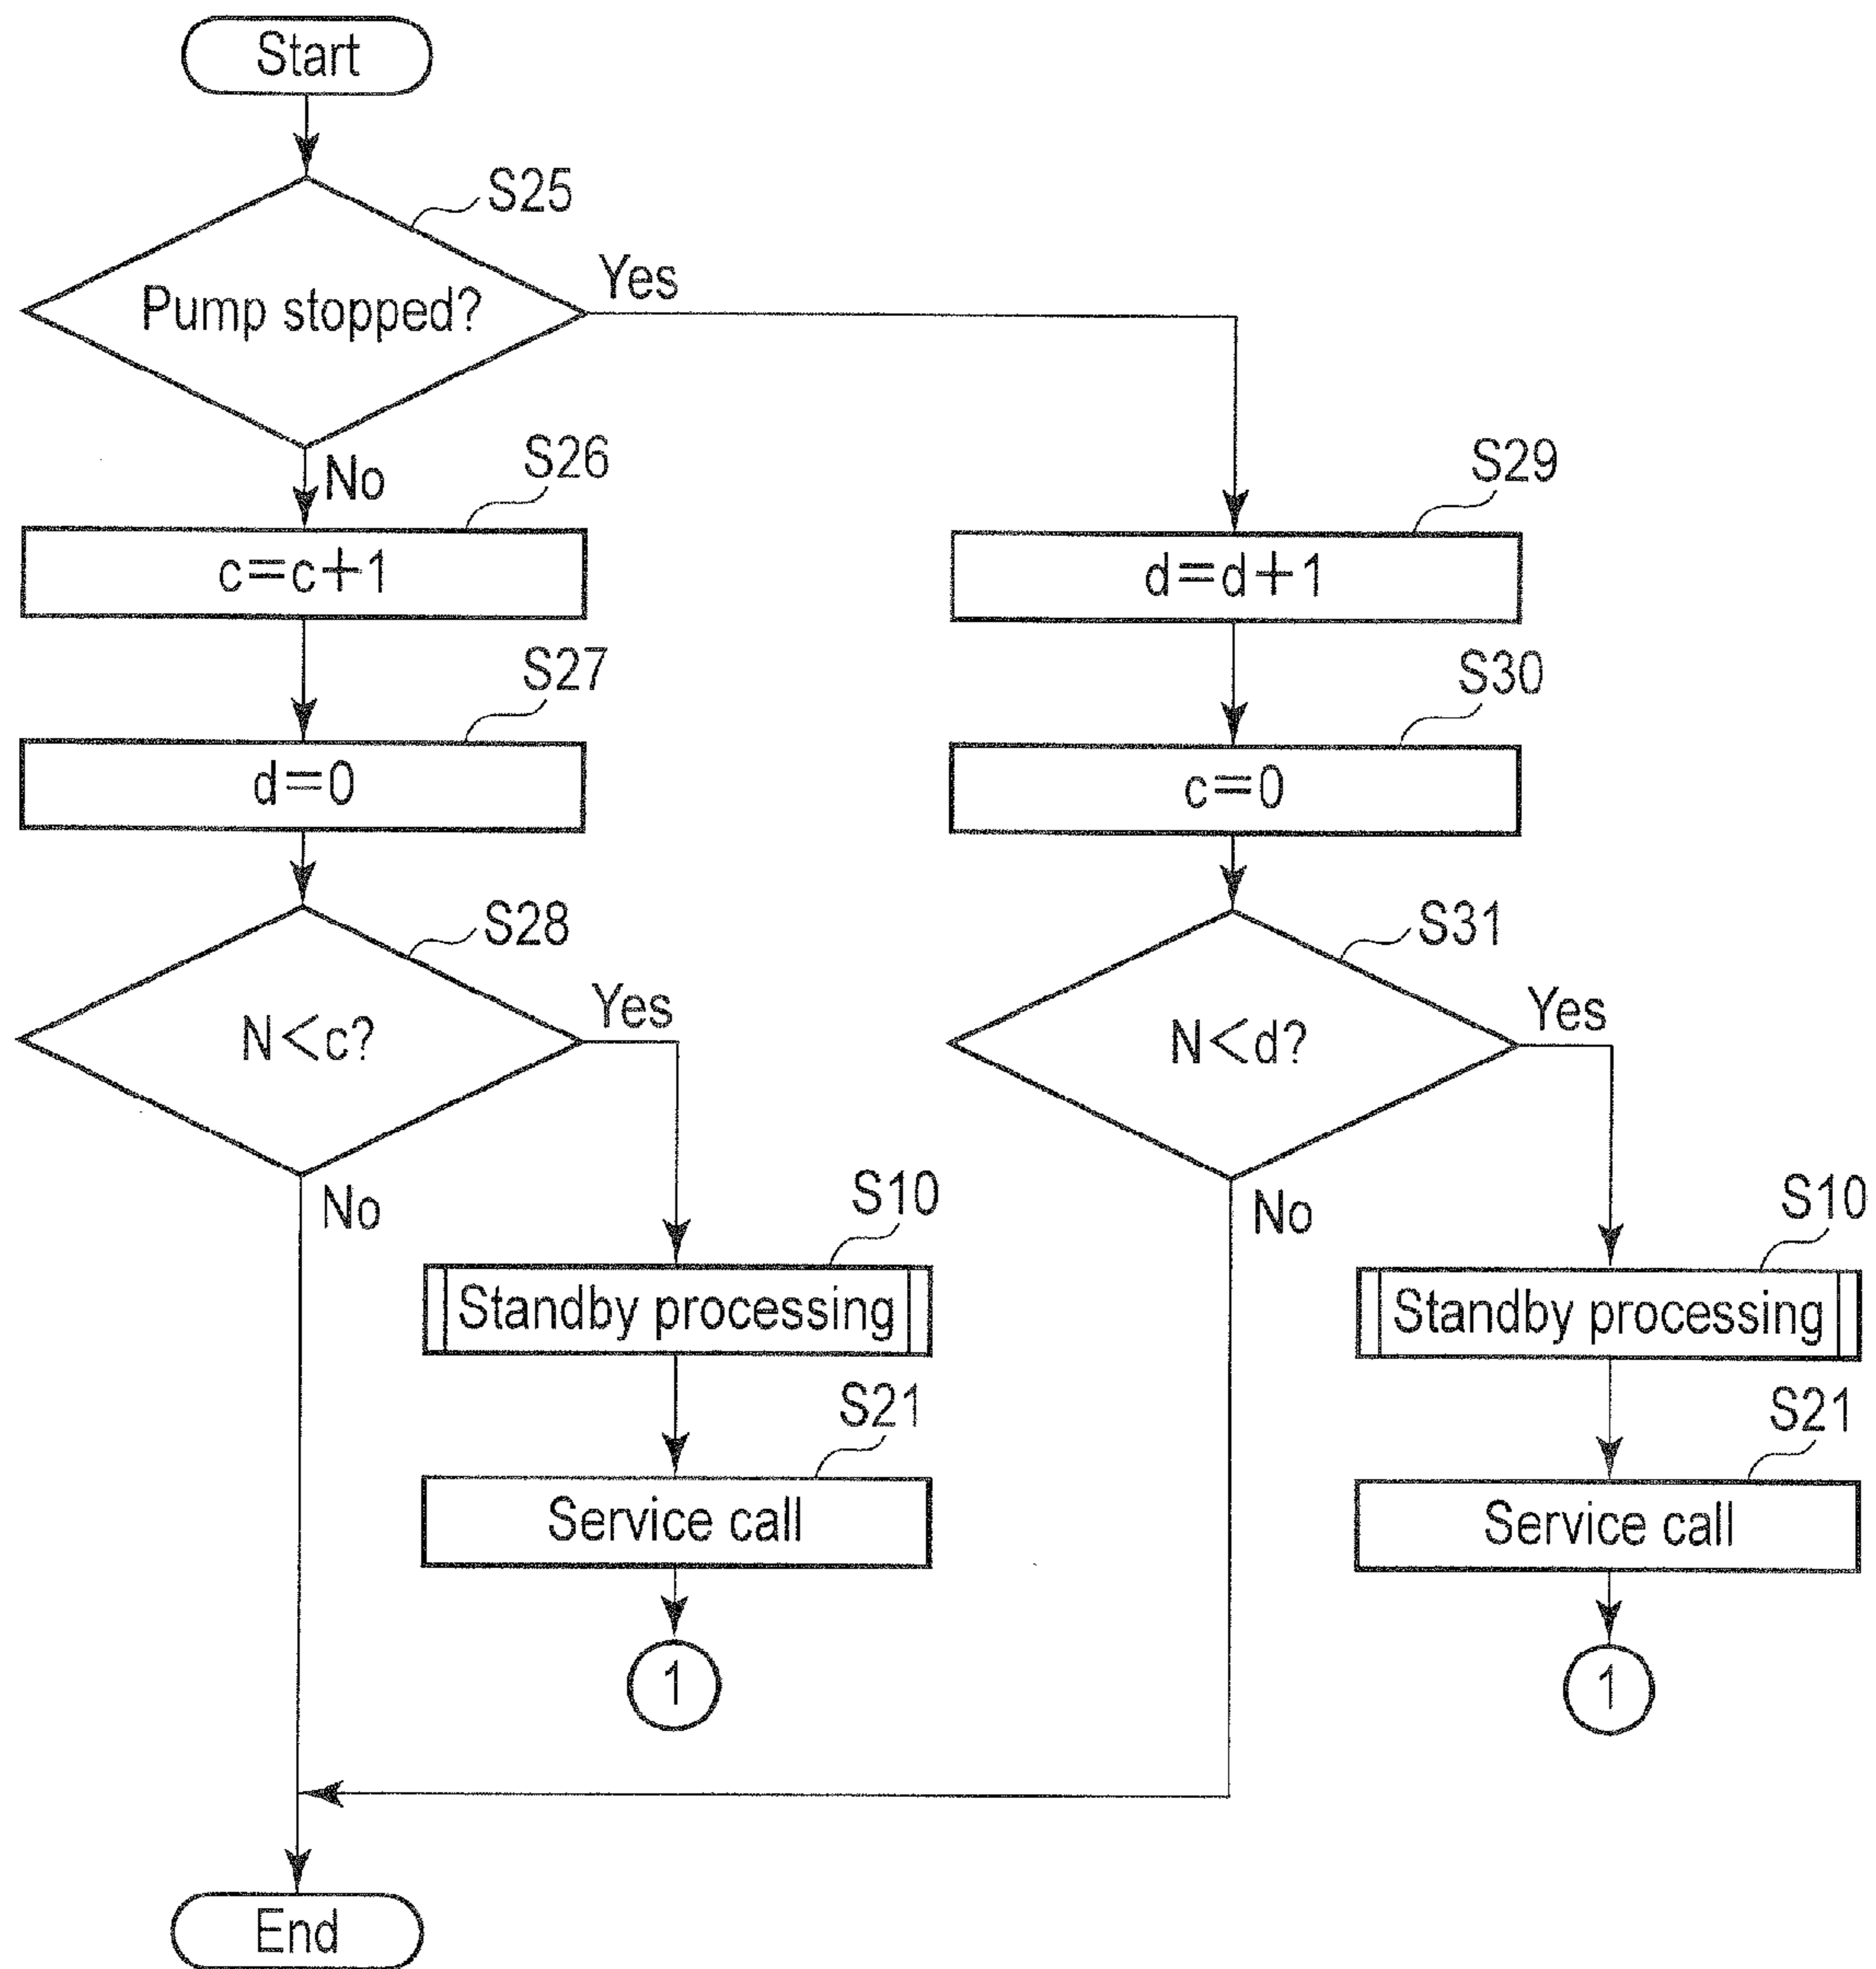 Start
S25
Pump stopped?
Yes
No
S26
c=c+1
S27
d=0
S28
N<c?
Yes
No
S10
Standby processing
S21
Service call
1
S29
d=d+1
S30
c=0
S31
N<d?
Yes
No
S10
Standby processing
S21
Service call
1
End